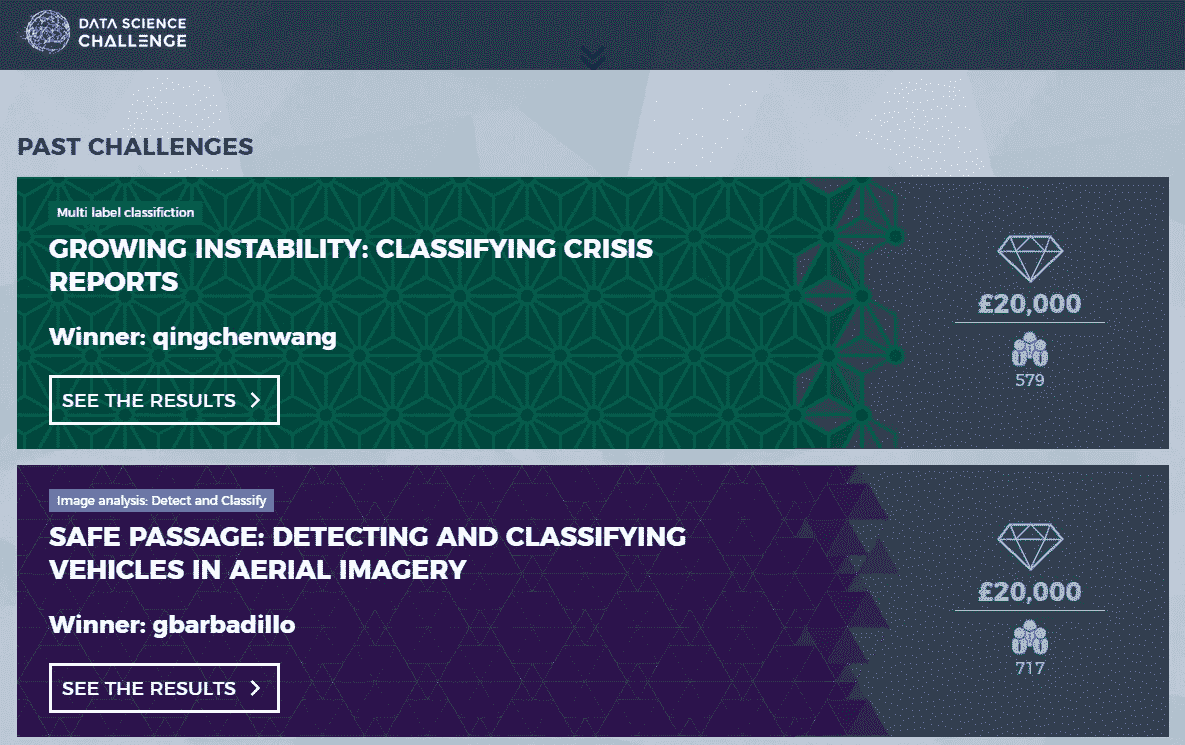 DATA SCIENCE
CHALLENGE
PAST CHALLENGES
Multi label classifiction
GROWING INSTABILITY: CLASSIFYING CRISIS
REPORTS
Winner: qingchenwang
SEE THE RESULTS
£20,000
579
Image analysis: Detect and Classify
SAFE PASSAGE: DETECTING AND CLASSIFYING
VEHICLES IN AERIAL IMAGERY
Winner: gbarbadillo
SEE THE RESULTS
£20,000
717